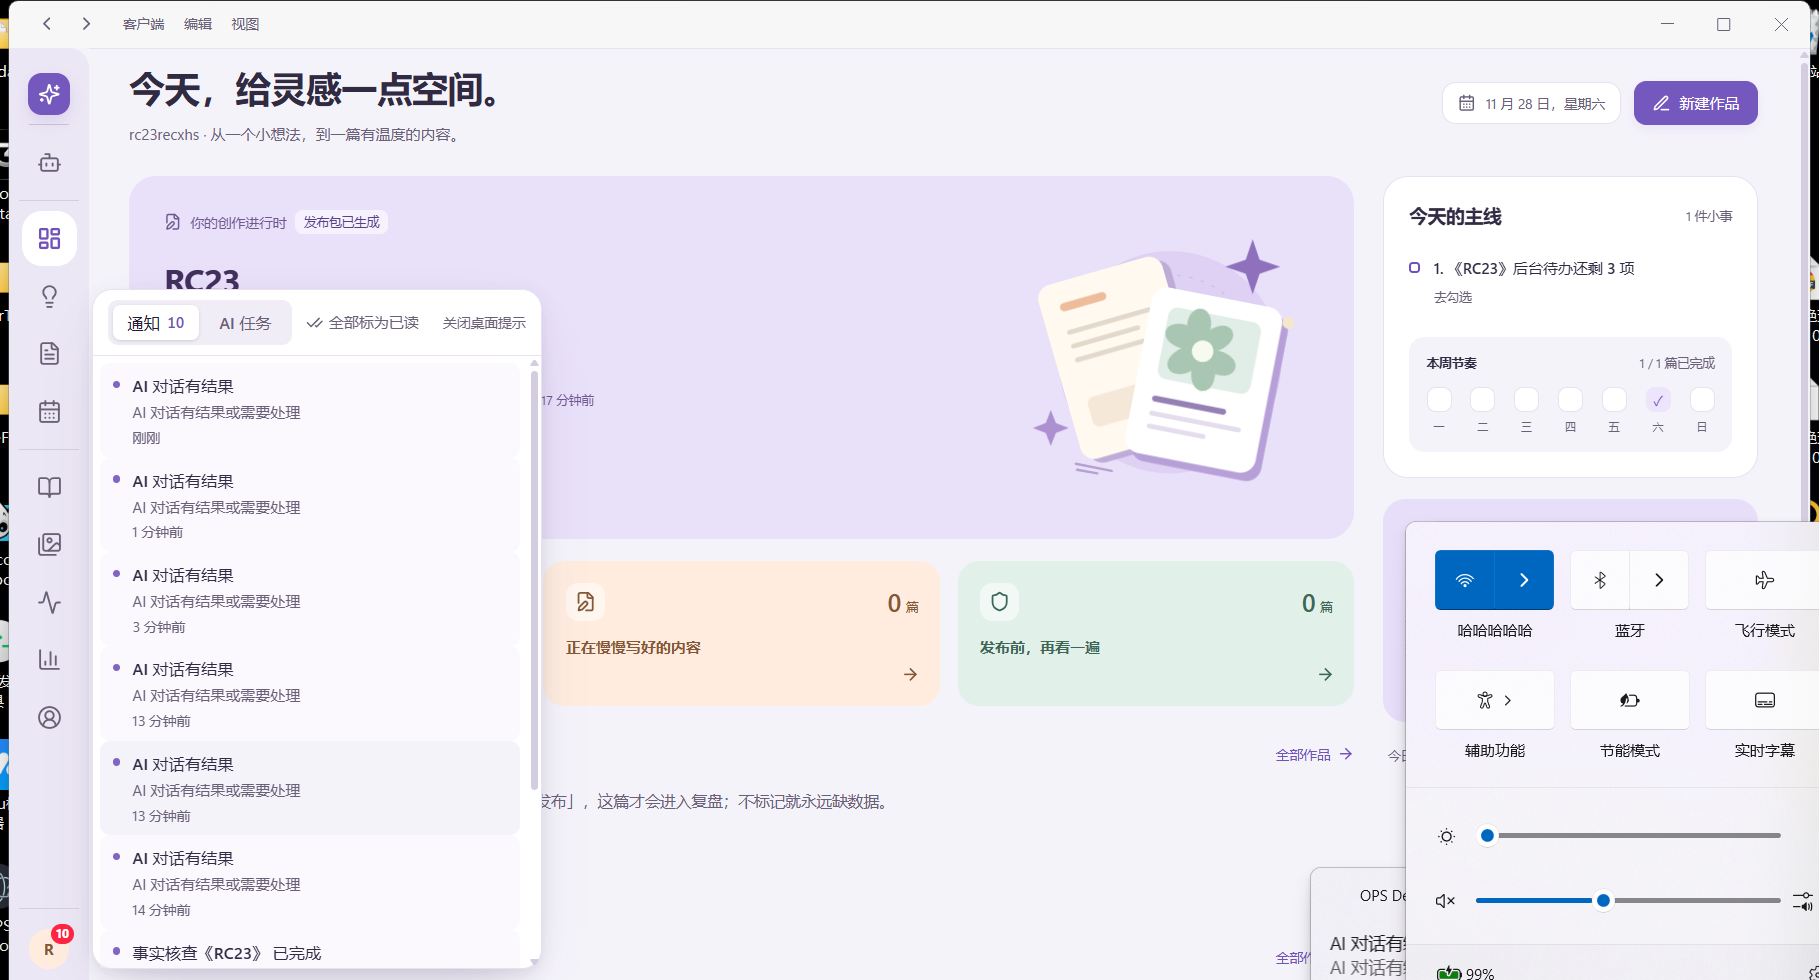 客户端 编辑 视图
今天，给灵感一点空间。
rc23recxhs · 从一个小想法，到一篇有温度的内容。
11 月 28 日，星期六
新建作品
你的创作进行时 发布包已生成
RC23
17 分钟前
今天的主线
1 件小事
1. 《RC23》后台待办还剩 3 项
去勾选
本周节奏
1 / 1 篇已完成
一 二 三 四 五 六 日
通知 10 AI 任务 全部标为已读 关闭桌面提示
AI 对话有结果
AI 对话有结果或需要处理
刚刚
AI 对话有结果
AI 对话有结果或需要处理
1 分钟前
AI 对话有结果
AI 对话有结果或需要处理
3 分钟前
AI 对话有结果
AI 对话有结果或需要处理
13 分钟前
AI 对话有结果
AI 对话有结果或需要处理
13 分钟前
AI 对话有结果
AI 对话有结果或需要处理
14 分钟前
事实核查《RC23》 已完成
0 篇
正在慢慢写好的内容
0 篇
发布前，再看一遍
全部作品
今日
发布」，这篇才会进入复盘；不标记就永远缺数据。
全部作
OPS De
AI 对话有
AI 对话有
哈哈哈哈哈
蓝牙
飞行模式
辅助功能
节能模式
实时字幕
99%
R
10